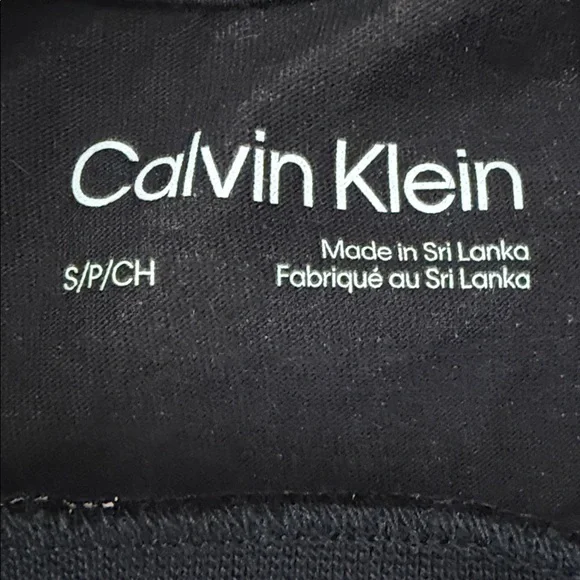 Calvin Klein
S/P/CH
Made in Sri Lanka
Fabriqué au Sri Lanka